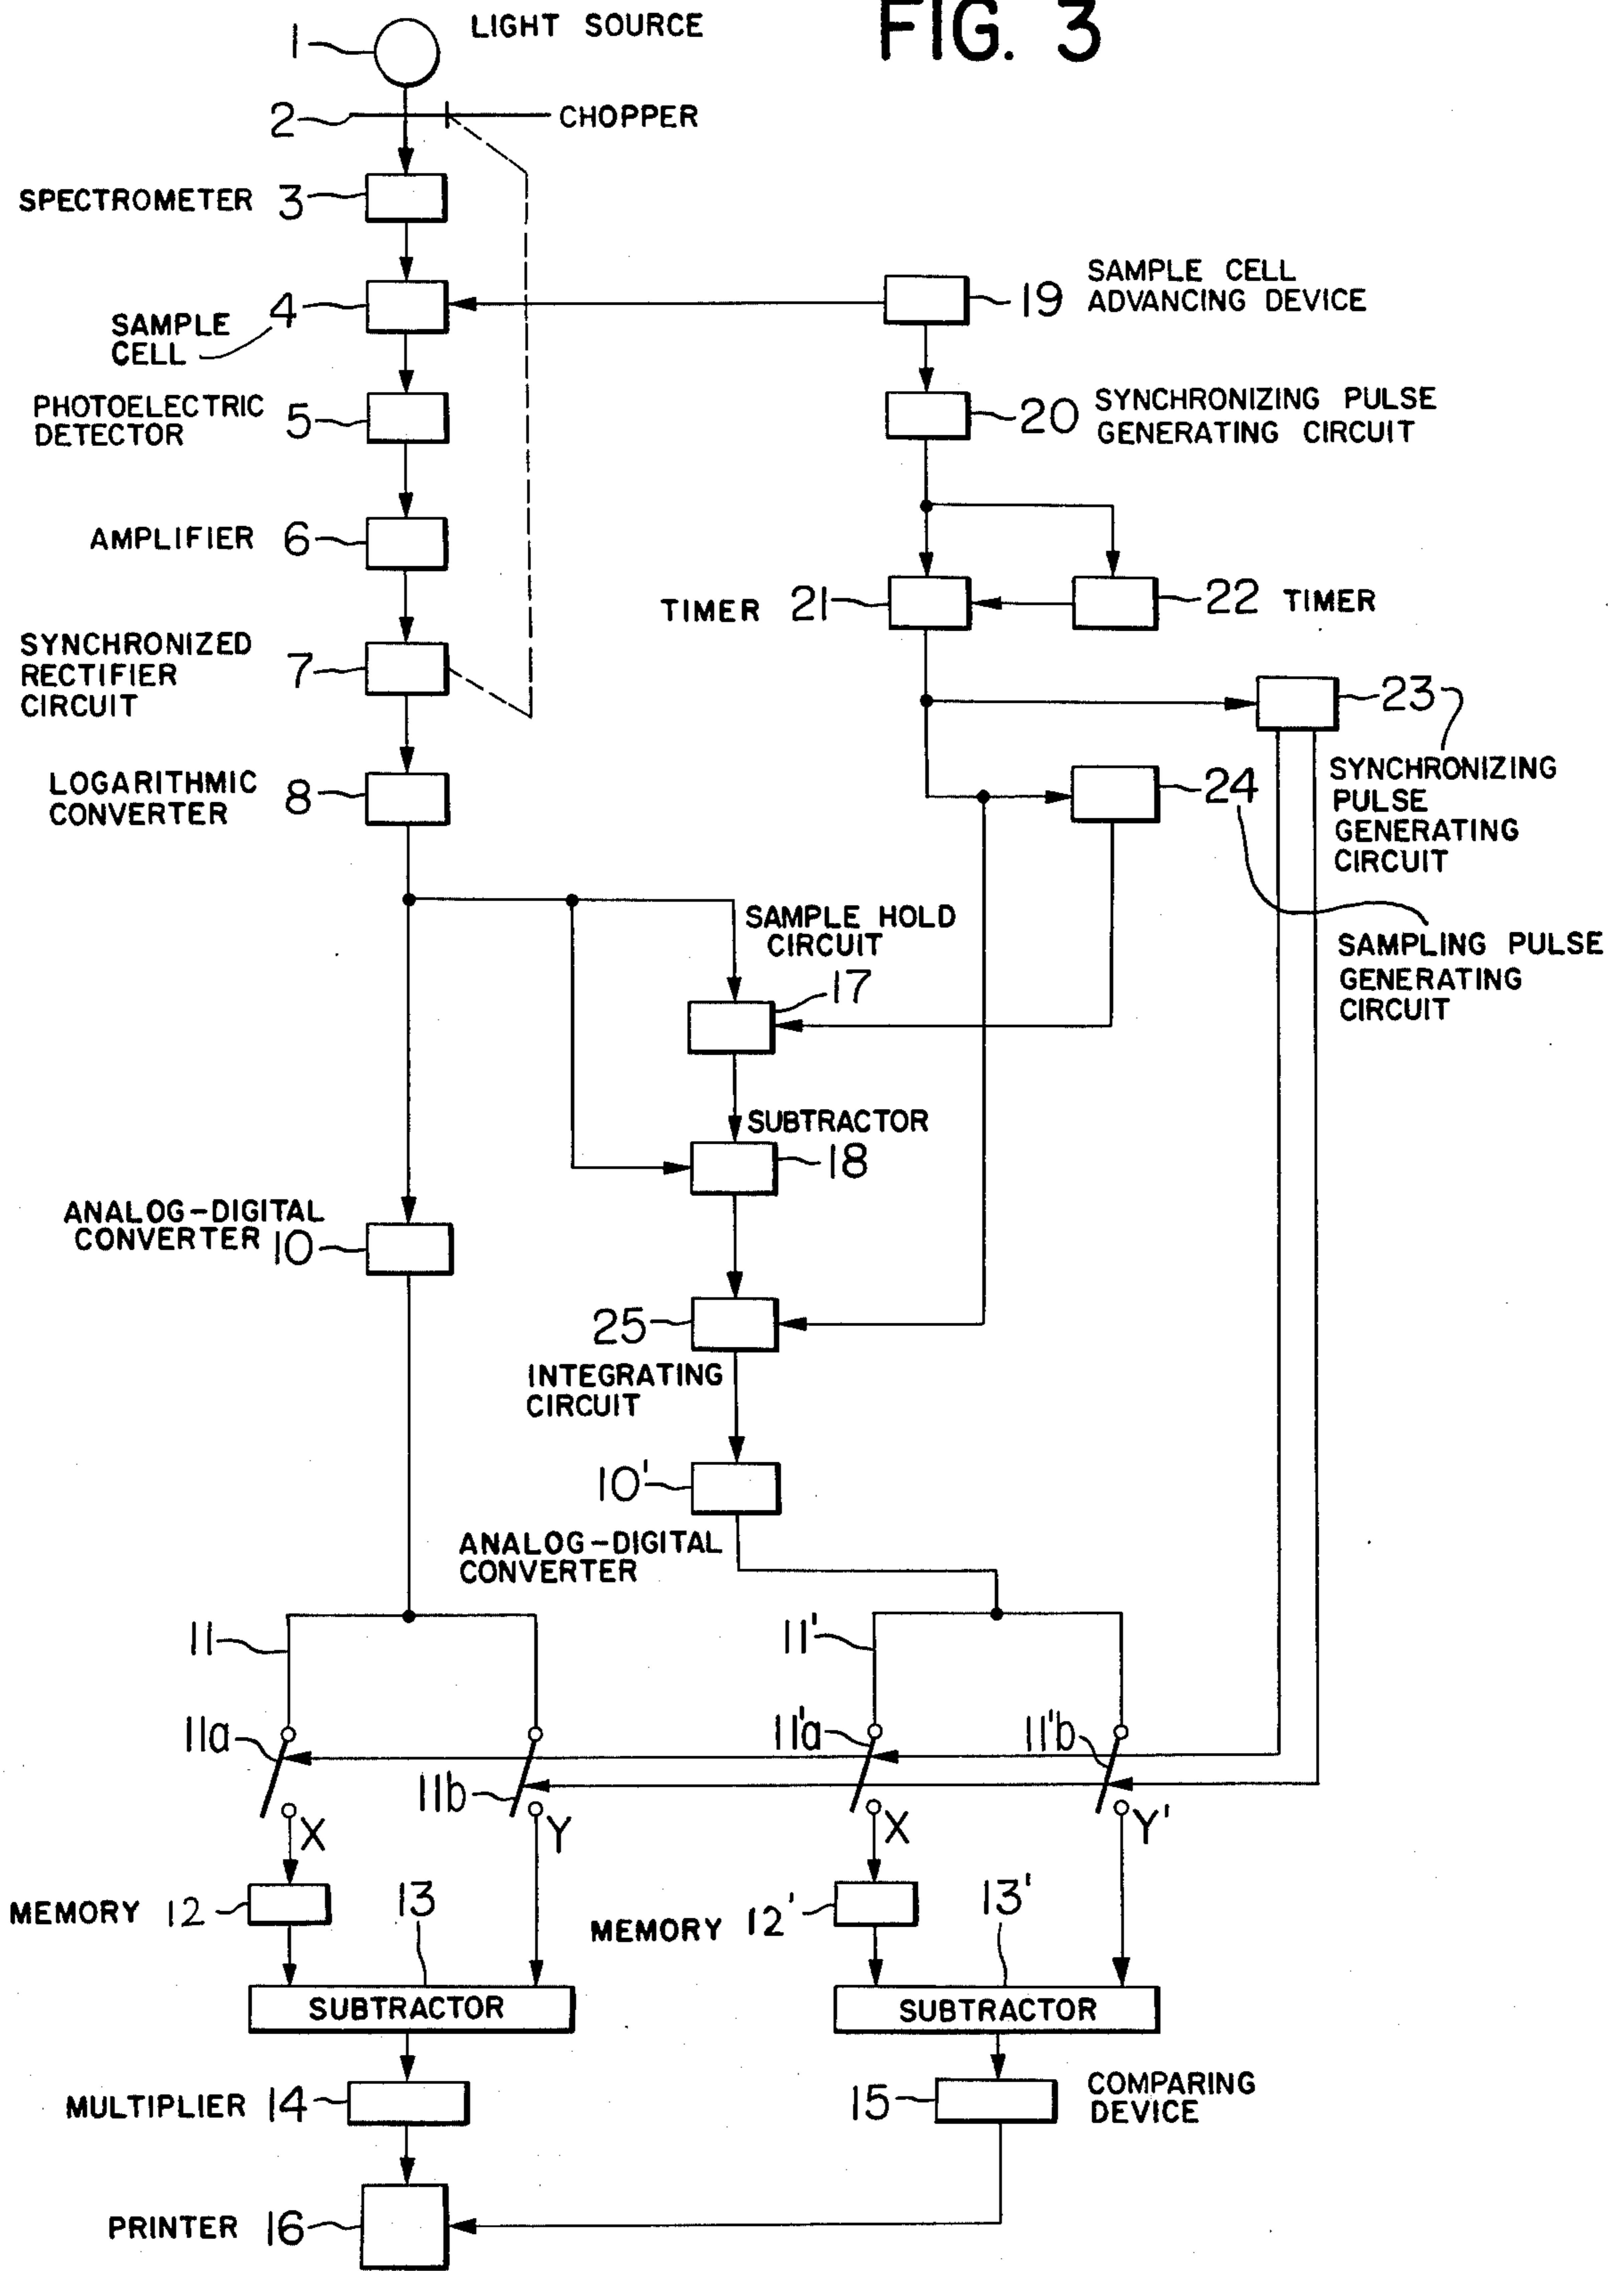 FIG. 3
1 LIGHT SOURCE
2 CHOPPER
SPECTROMETER 3
4
SAMPLE
CELL
19 SAMPLE CELL
ADVANCING DEVICE
PHOTOELECTRIC
DETECTOR 5
20 SYNCHRONIZING PULSE
GENERATING CIRCUIT
AMPLIFIER 6
TIMER 21
22 TIMER
SYNCHRONIZED
RECTIFIER
CIRCUIT
7
23
SYNCHRONIZING
PULSE
GENERATING
CIRCUIT
LOGARITHMIC
CONVERTER 8
24
SAMPLING PULSE
GENERATING
CIRCUIT
SAMPLE HOLD
CIRCUIT
17
SUBTRACTOR
18
ANALOG-DIGITAL
CONVERTER 10
25
INTEGRATING
CIRCUIT
10'
ANALOG-DIGITAL
CONVERTER
11
11'
11a
11b
11'a
11'b
X
Y
X
Y'
MEMORY 12
13
MEMORY 12'
13'
SUBTRACTOR
SUBTRACTOR
MULTIPLIER 14
15 COMPARING
DEVICE
PRINTER 16